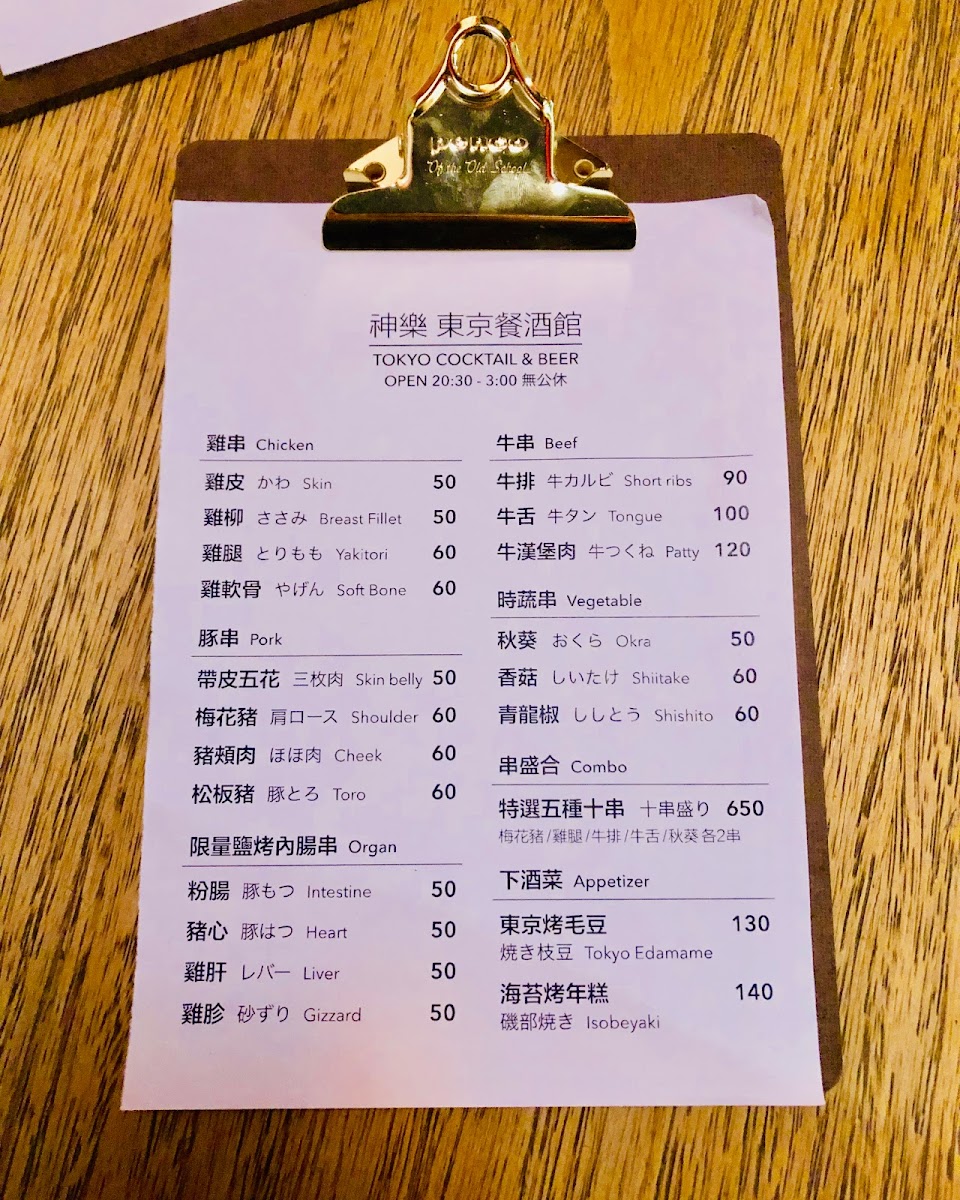 PENCO
Of the Old School
神樂 東京餐酒館
TOKYO COCKTAIL & BEER
OPEN 20:30 - 3:00 無公休
雞串 Chicken
雞皮 かわ Skin 50
雞柳 ささみ Breast Fillet 50
雞腿 とりもも Yakitori 60
雞軟骨 やげん Soft Bone 60
豚串 Pork
帶皮五花 三枚肉 Skin belly 50
梅花豬 肩ロース Shoulder 60
豬頰肉 ほほ肉 Cheek 60
松板豬 豚とろ Toro 60
限量鹽烤內腸串 Organ
粉腸 豚もつ Intestine 50
豬心 豚はつ Heart 50
雞肝 レバー Liver 50
雞胗 砂ずり Gizzard 50
牛串 Beef
牛排 牛カルビ Short ribs 90
牛舌 牛タン Tongue 100
牛漢堡肉 牛つくね Patty 120
時蔬串 Vegetable
秋葵 おくら Okra 50
香菇 しいたけ Shiitake 60
青龍椒 ししとう Shishito 60
串盛合 Combo
特選五種十串 十串盛り 650
梅花豬/雞腿/牛排/牛舌/秋葵 各2串
下酒菜 Appetizer
東京烤毛豆 130
焼き枝豆 Tokyo Edamame
海苔烤年糕 140
磯部焼き Isobeyaki